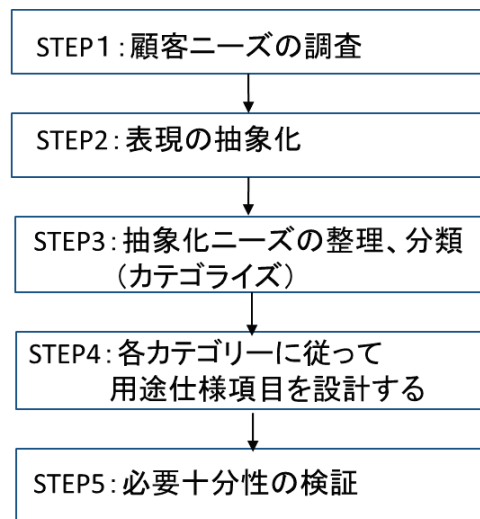 STEP1：顧客ニーズの調査
STEP2：表現の抽象化
STEP3：抽象化ニーズの整理、分類
（カテゴライズ）
STEP4：各カテゴリーに従って
用途仕様項目を設計する
STEP5：必要十分性の検証